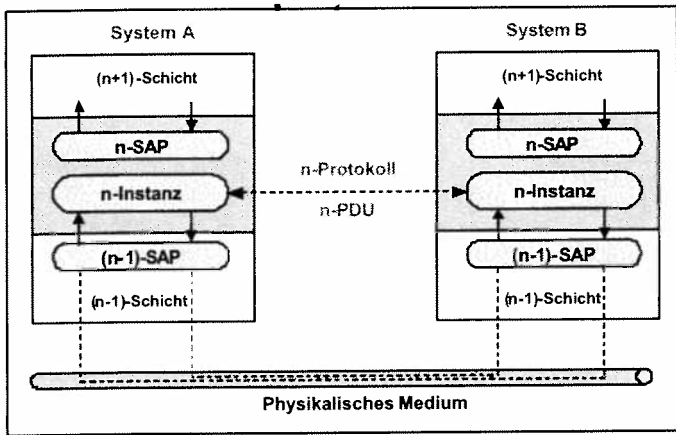 System A
System B
(n+1)-Schicht
(n+1)-Schicht
n-SAP
n-SAP
n-Protokoll
n-Instanz
n-Instanz
n-PDU
(n-1)-SAP
(n-1)-SAP
(n-1)-Schicht
(n-1)-Schicht
Physikalisches Medium